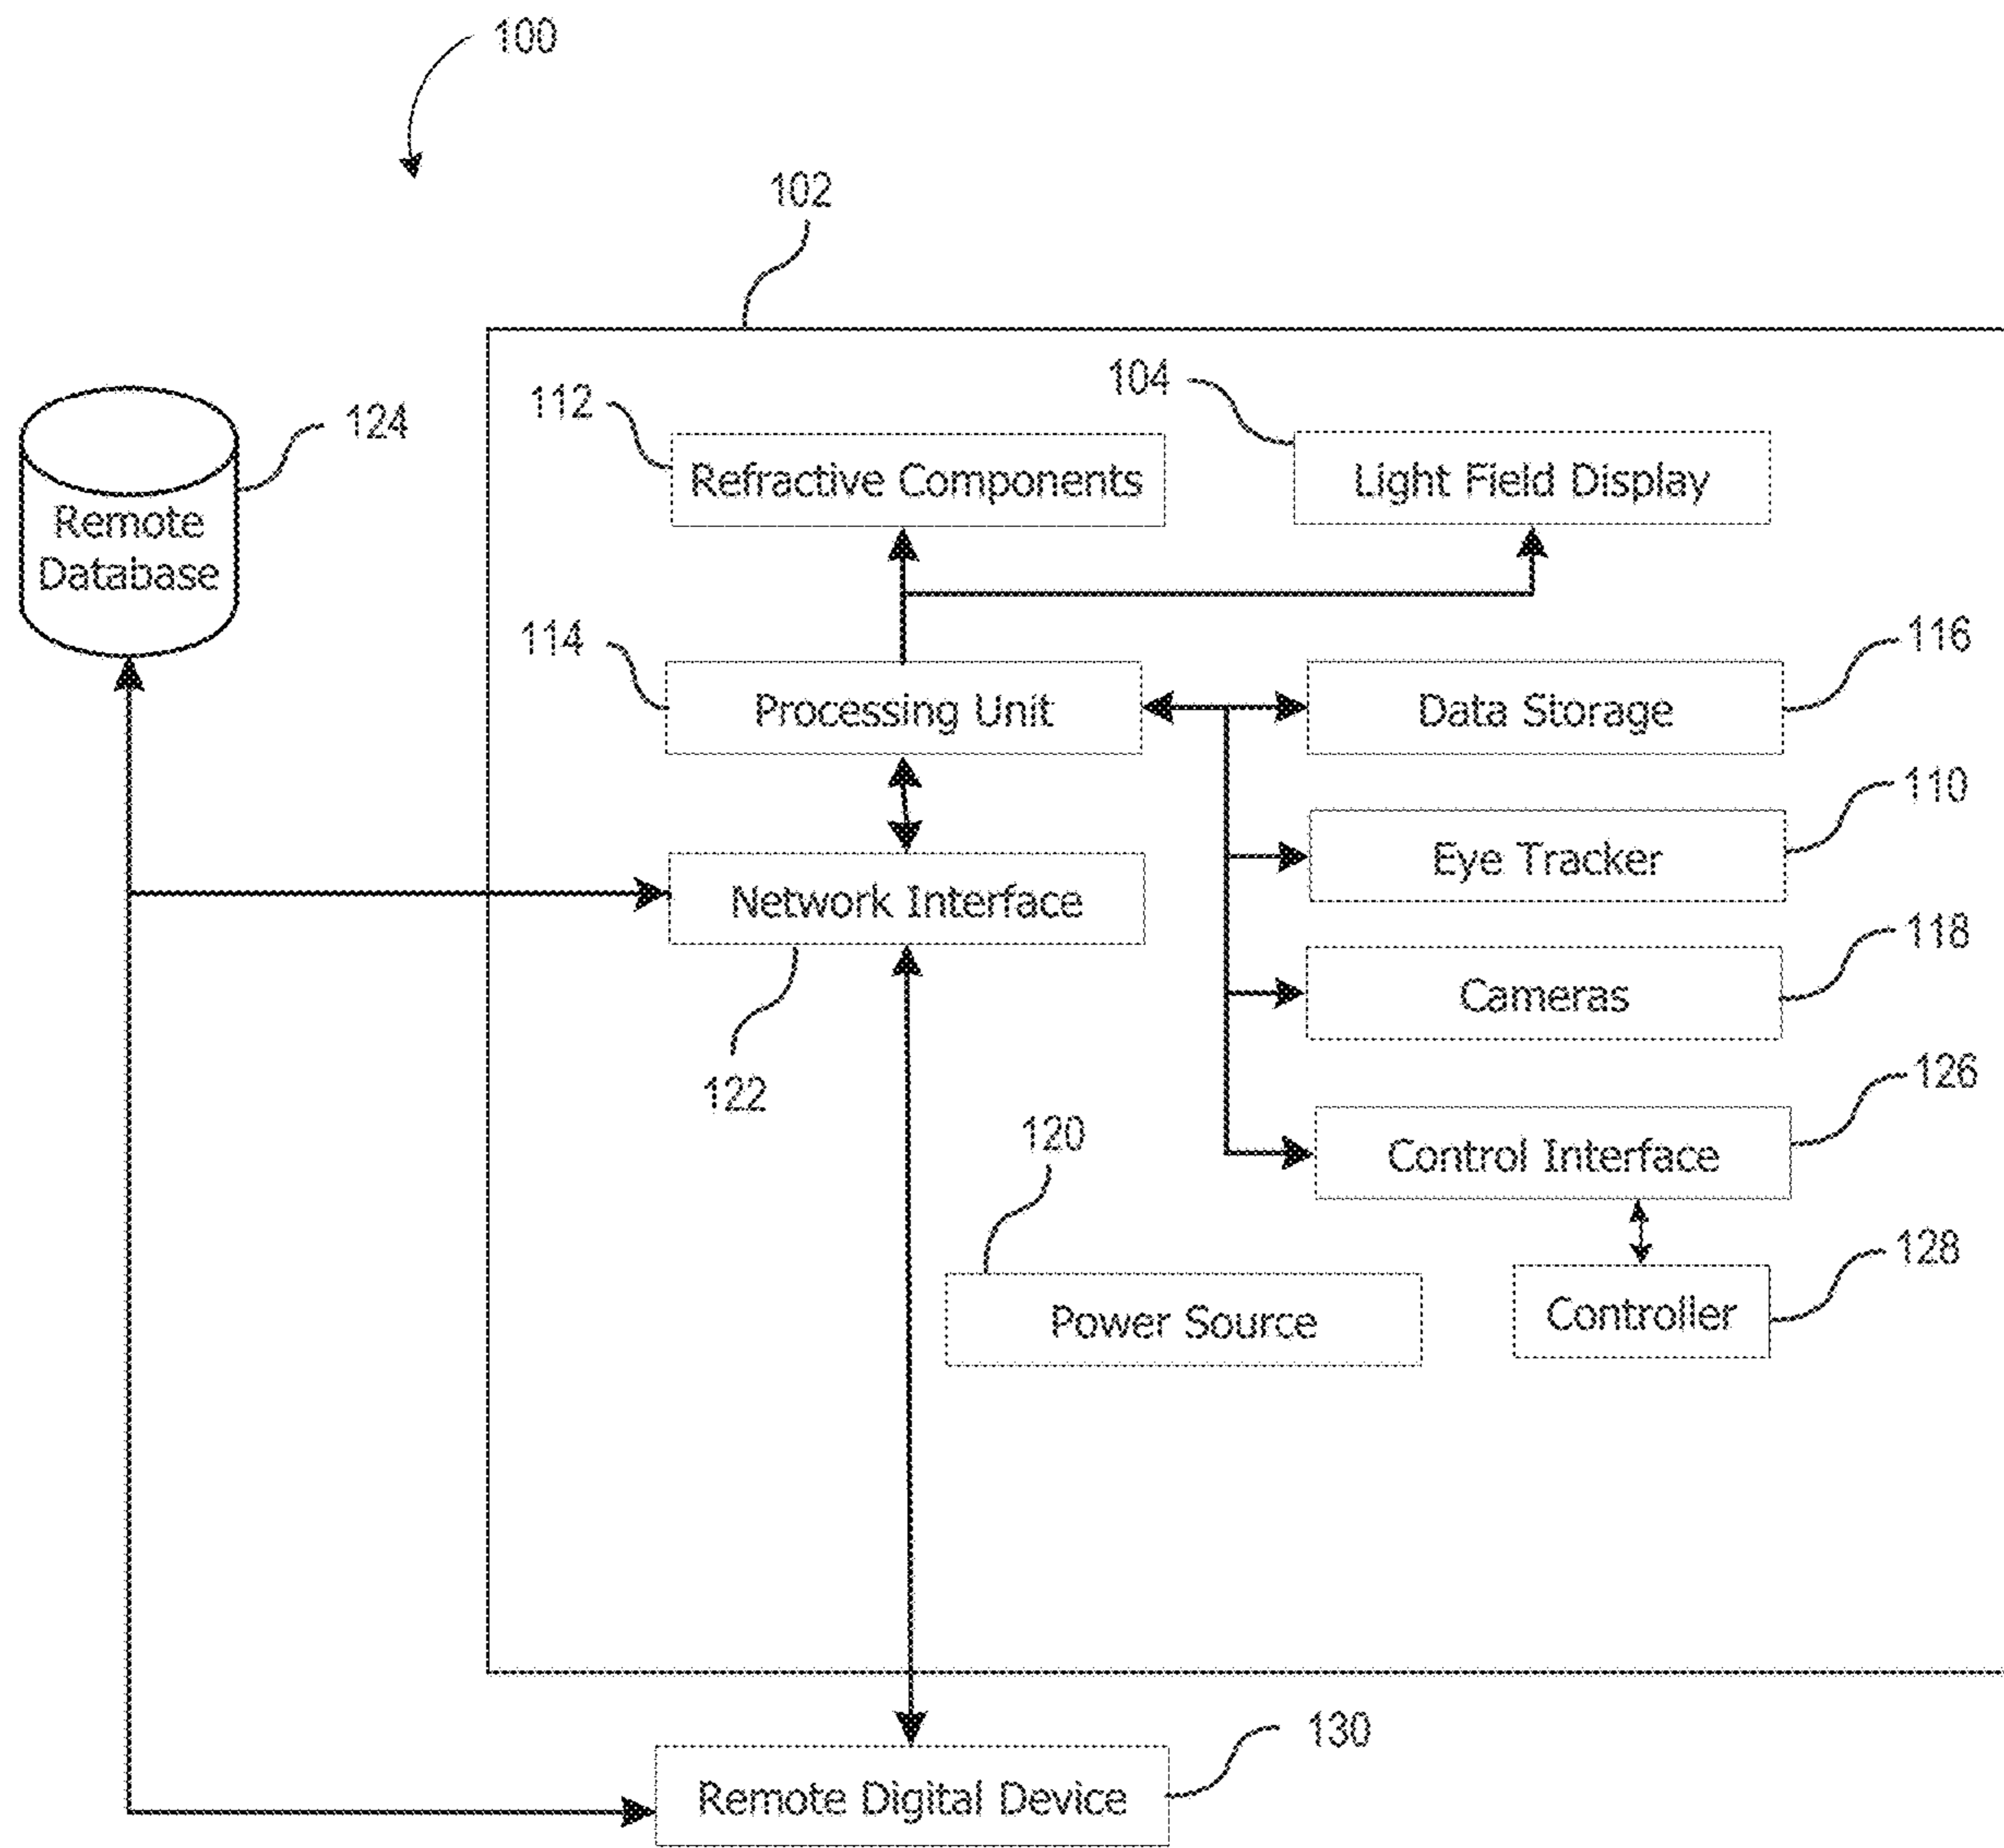 100
102
104
112
124
Refractive Components
Light Field Display
Remote
Database
114
116
Processing Unit
Data Storage
110
Eye Tracker
Network Interface
118
Cameras
122
126
120
Control Interface
128
Power Source
Controller
130
Remote Digital Device